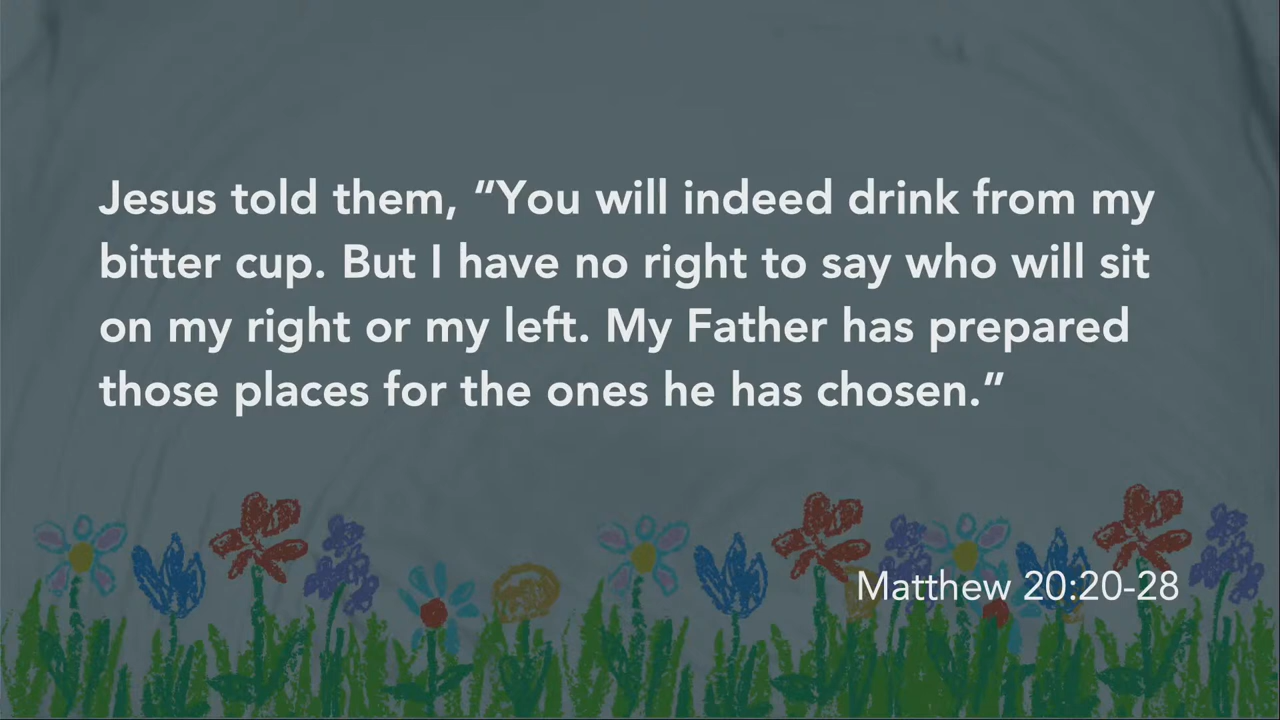 Jesus told them, “You will indeed drink from my
bitter cup. But I have no right to say who will sit
on my right or my left. My Father has prepared
those places for the ones he has chosen.”
Matthew 20:20-28